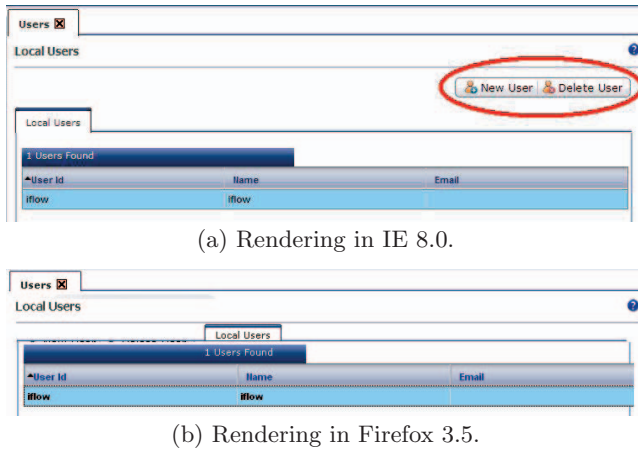 Users
Local Users
?
New User Delete User
Local Users
1 Users Found
User Id Name Email
iflow iflow
(a) Rendering in IE 8.0.
Users
Local Users
?
Local Users
1 Users Found
User Id Name Email
iflow iflow
(b) Rendering in Firefox 3.5.